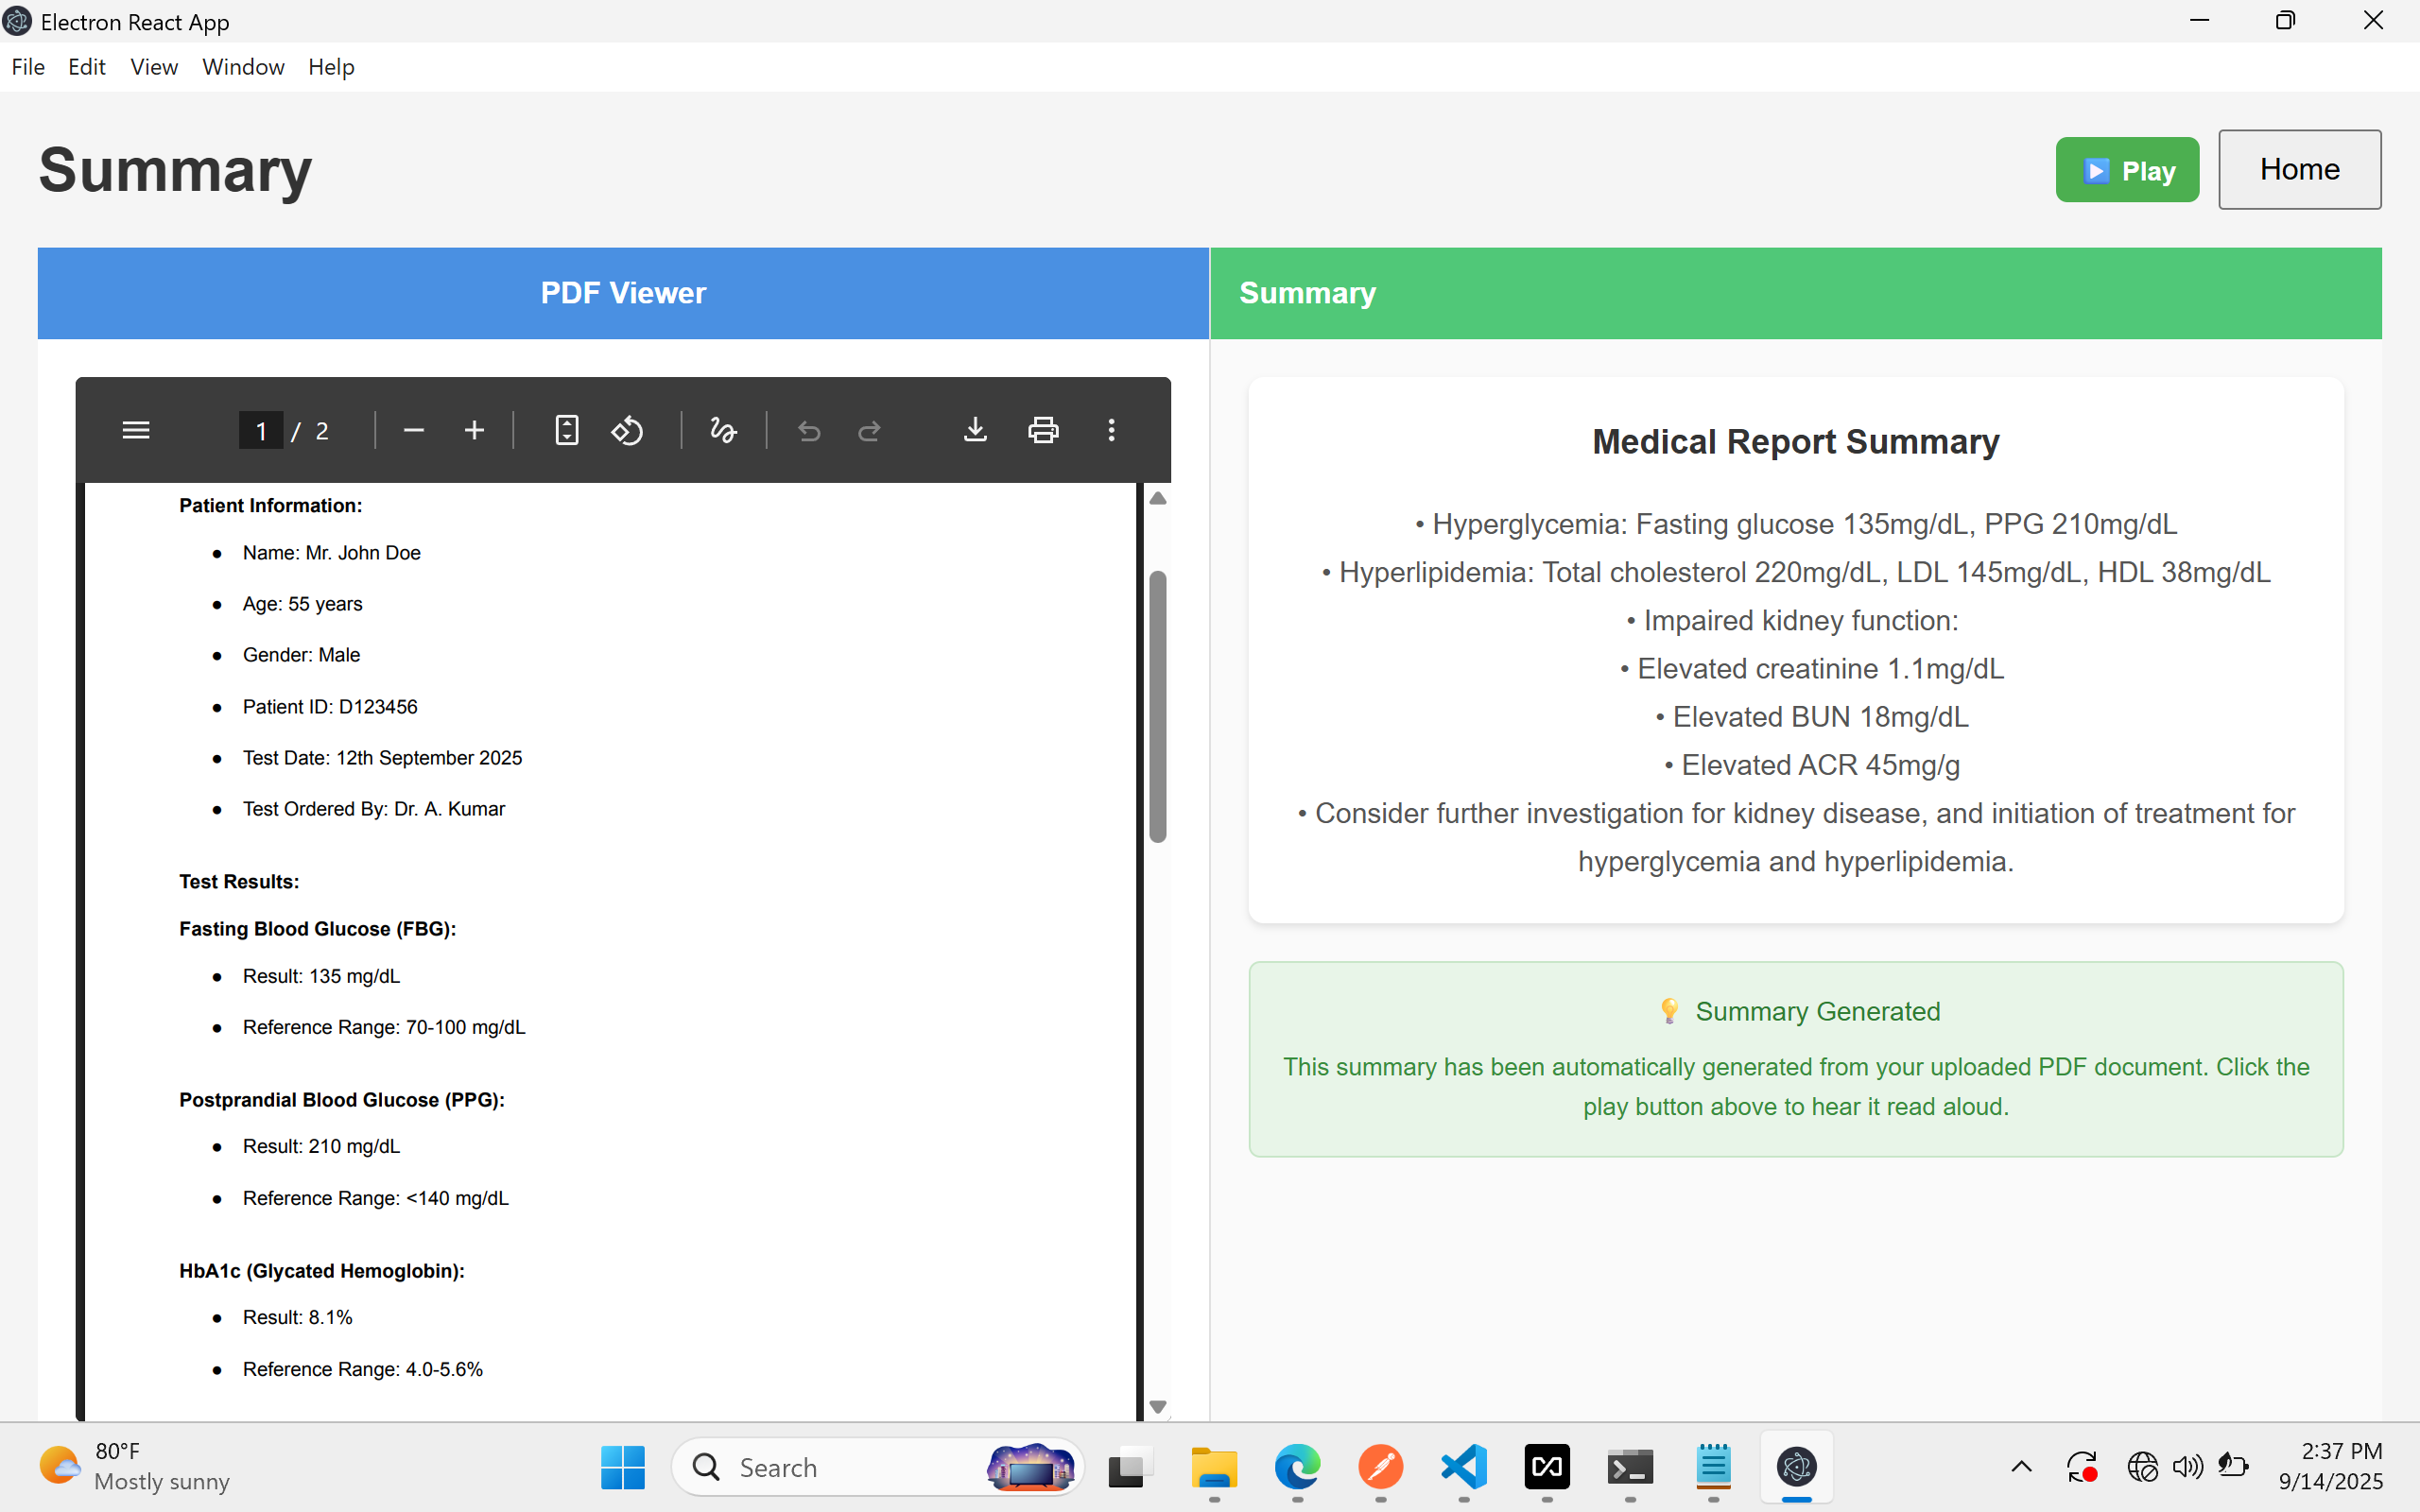 Electron React App
File Edit View Window Help
Summary
Play
Home
PDF Viewer
Summary
1 / 2
Patient Information:
● Name: Mr. John Doe
● Age: 55 years
● Gender: Male
● Patient ID: D123456
● Test Date: 12th September 2025
● Test Ordered By: Dr. A. Kumar
Test Results:
Fasting Blood Glucose (FBG):
● Result: 135 mg/dL
● Reference Range: 70-100 mg/dL
Postprandial Blood Glucose (PPG):
● Result: 210 mg/dL
● Reference Range: <140 mg/dL
HbA1c (Glycated Hemoglobin):
● Result: 8.1%
● Reference Range: 4.0-5.6%
Medical Report Summary
• Hyperglycemia: Fasting glucose 135mg/dL, PPG 210mg/dL
• Hyperlipidemia: Total cholesterol 220mg/dL, LDL 145mg/dL, HDL 38mg/dL
• Impaired kidney function:
• Elevated creatinine 1.1mg/dL
• Elevated BUN 18mg/dL
• Elevated ACR 45mg/g
• Consider further investigation for kidney disease, and initiation of treatment for
hyperglycemia and hyperlipidemia.
💡 Summary Generated
This summary has been automatically generated from your uploaded PDF document. Click the
play button above to hear it read aloud.
80°F
Mostly sunny
Search
2:37 PM
9/14/2025